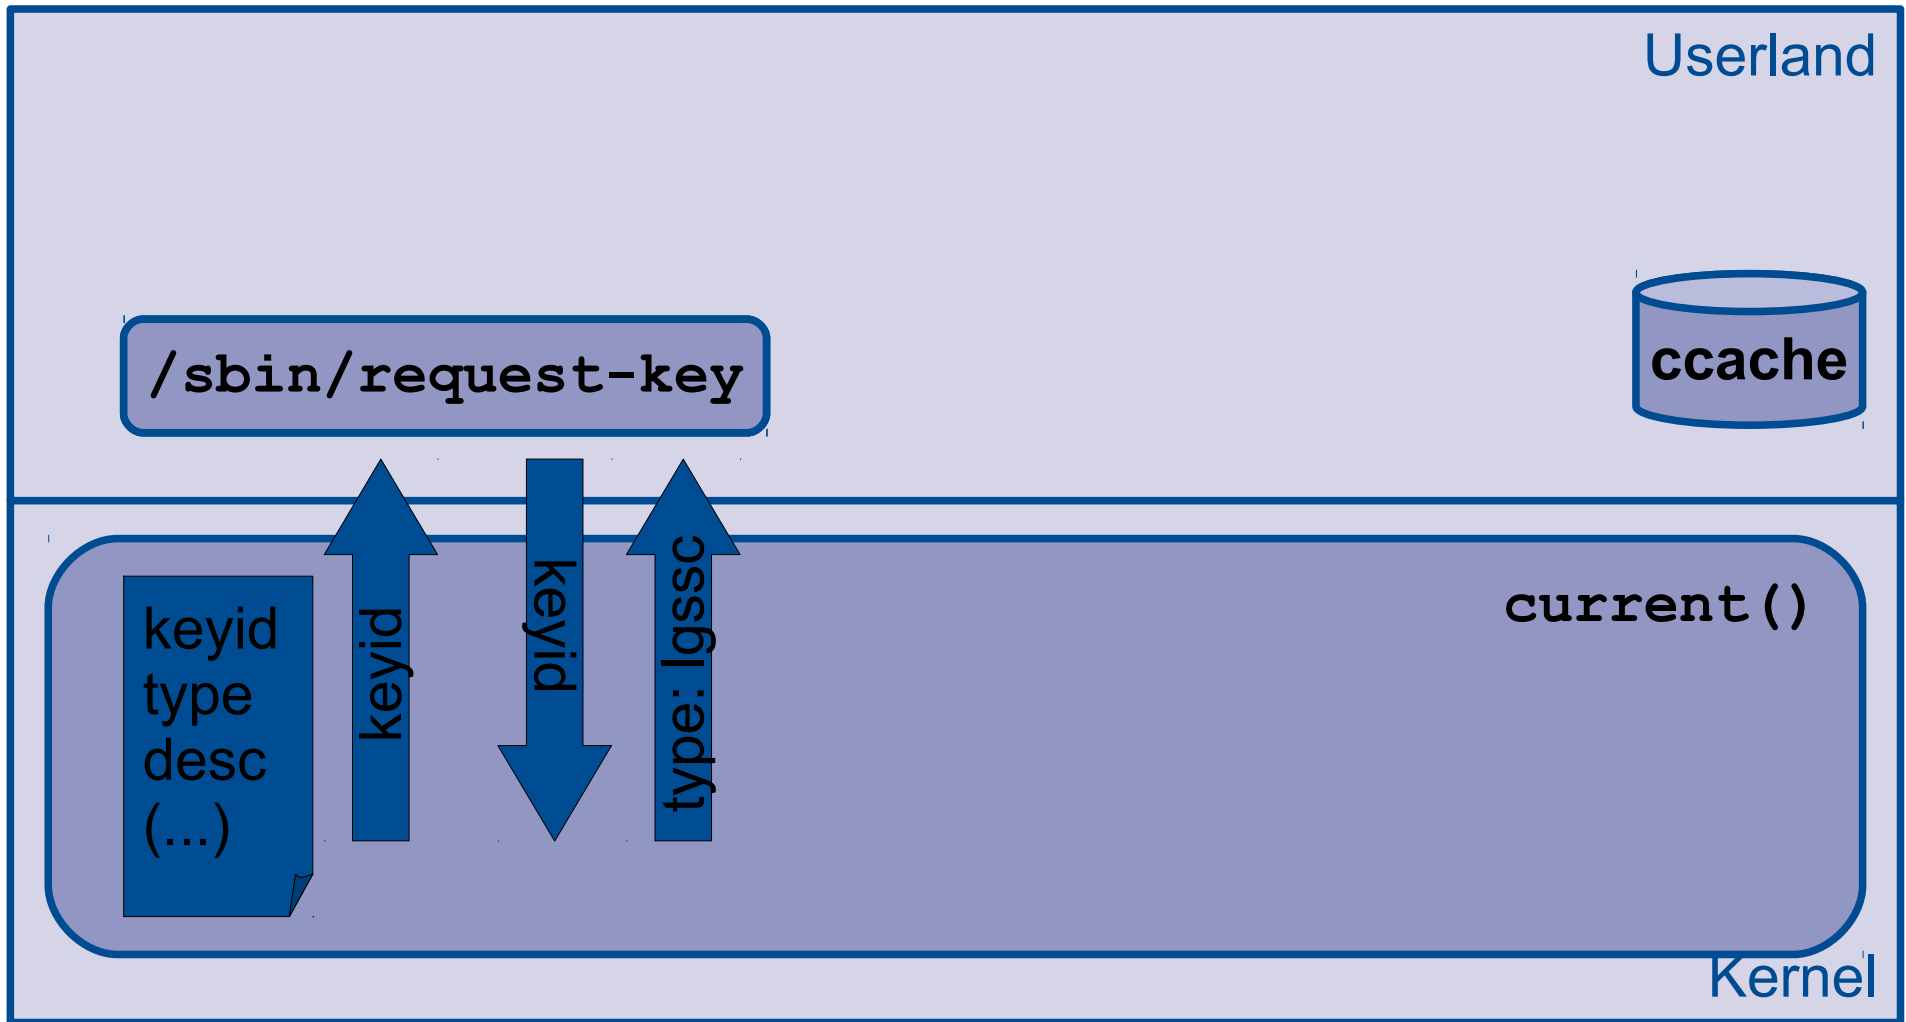 Userland
ccache
/sbin/request-key
keyid
type
desc
(...)
keyid
keyid
type: lgssc
current()
Kernel